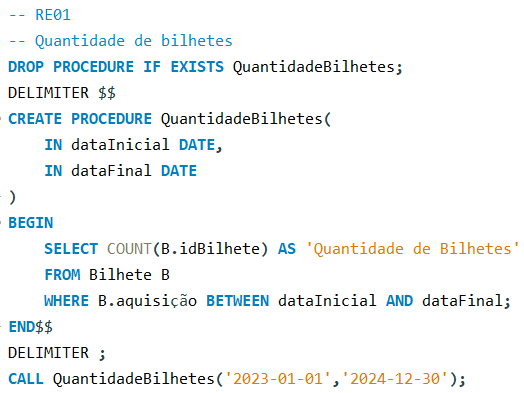 -- RE01
-- Quantidade de bilhetes
DROP PROCEDURE IF EXISTS QuantidadeBilhetes;
DELIMITER $$
CREATE PROCEDURE QuantidadeBilhetes(
    IN dataInicial DATE,
    IN dataFinal DATE
)
BEGIN
    SELECT COUNT(B.idBilhete) AS 'Quantidade de Bilhetes'
    FROM Bilhete B
    WHERE B.aquisição BETWEEN dataInicial AND dataFinal;
END$$
DELIMITER ;
CALL QuantidadeBilhetes('2023-01-01','2024-12-30');